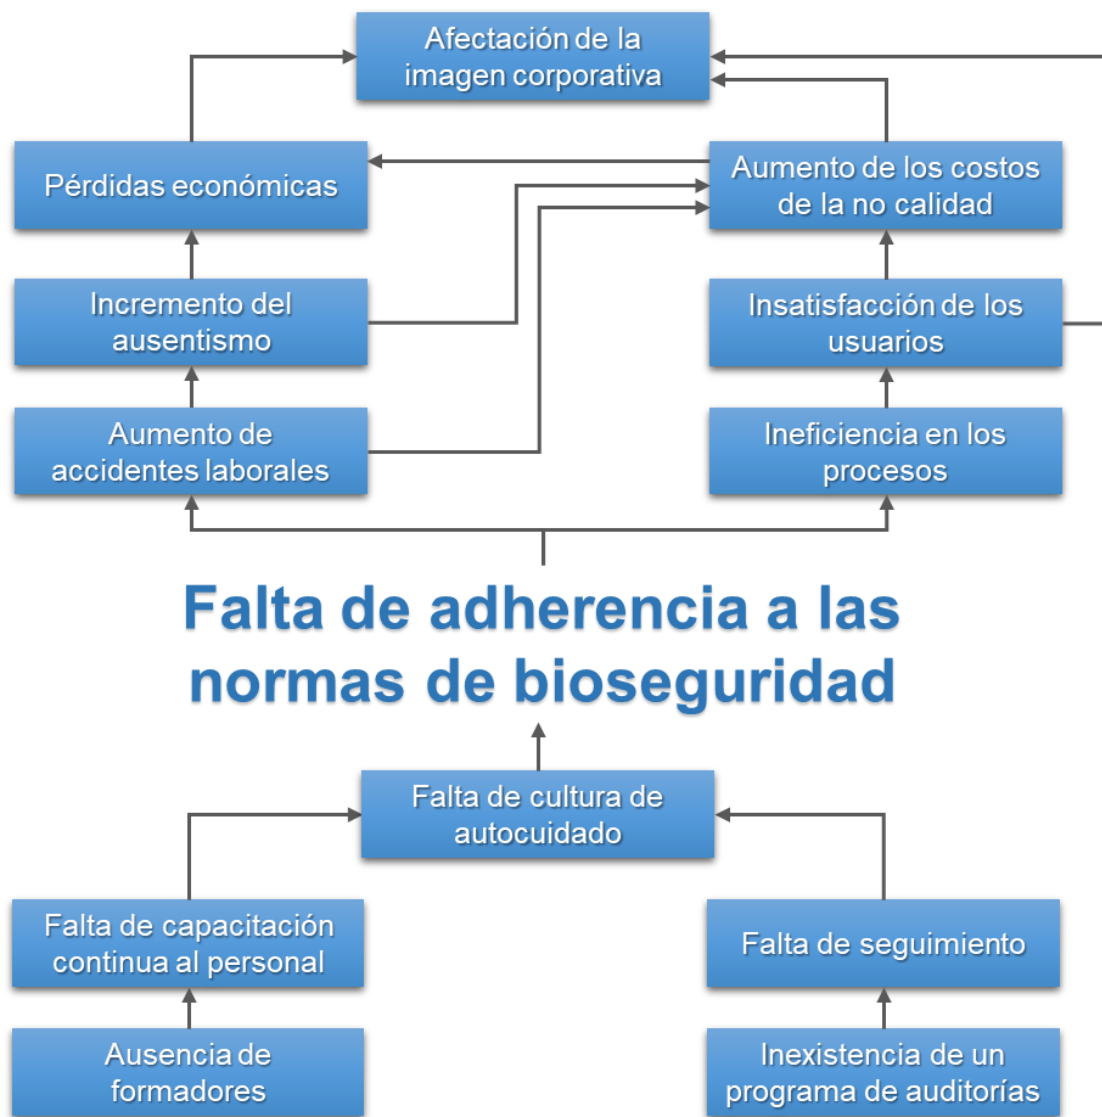 Afectación de la
imagen corporativa
Pérdidas económicas
Aumento de los costos
de la no calidad
Incremento del
ausentismo
Insatisfacción de los
usuarios
Aumento de
accidentes laborales
Ineficiencia en los
procesos
Falta de adherencia a las
normas de bioseguridad
Falta de cultura de
autocuidado
Falta de capacitación
continua al personal
Falta de seguimiento
Ausencia de
formadores
Inexistencia de un
programa de auditorías